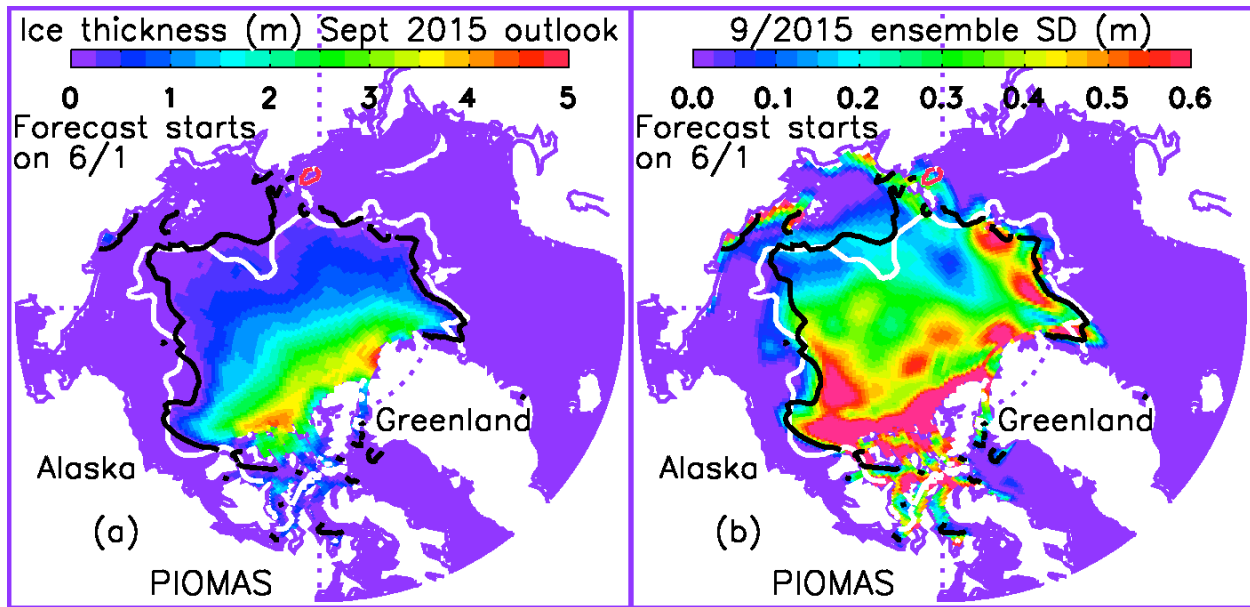 Ice thickness (m) Sept 2015 outlook
0 1 2 3 4 5
Forecast starts
on 6/1
Greenland
Alaska
(a)
PIOMAS
9/2015 ensemble SD (m)
0.0 0.1 0.2 0.3 0.4 0.5 0.6
Forecast starts
on 6/1
Greenland
Alaska
(b)
PIOMAS